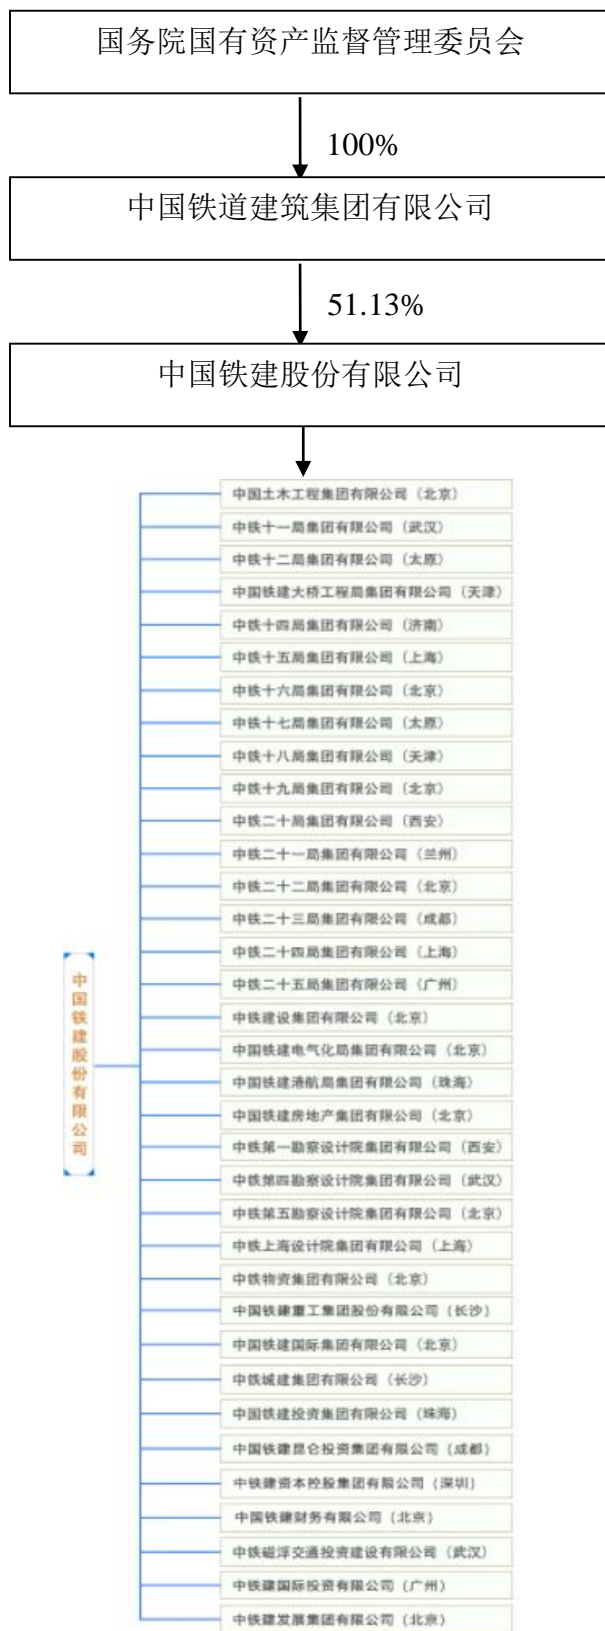 国务院国有资产监督管理委员会
100%
中国铁道建筑集团有限公司
51.13%
中国铁建股份有限公司
中国铁建股份有限公司
中国土木工程集团有限公司（北京）
中铁十一局集团有限公司（武汉）
中铁十二局集团有限公司（太原）
中国铁建大桥工程局集团有限公司（天津）
中铁十四局集团有限公司（济南）
中铁十五局集团有限公司（上海）
中铁十六局集团有限公司（北京）
中铁十七局集团有限公司（太原）
中铁十八局集团有限公司（天津）
中铁十九局集团有限公司（北京）
中铁二十局集团有限公司（西安）
中铁二十一局集团有限公司（兰州）
中铁二十二局集团有限公司（北京）
中铁二十三局集团有限公司（成都）
中铁二十四局集团有限公司（上海）
中铁二十五局集团有限公司（广州）
中铁建设集团有限公司（北京）
中国铁建电气化局集团有限公司（北京）
中国铁建港航局集团有限公司（珠海）
中国铁建房地产集团有限公司（北京）
中铁第一勘察设计院集团有限公司（西安）
中铁第四勘察设计院集团有限公司（武汉）
中铁第五勘察设计院集团有限公司（北京）
中铁上海设计院集团有限公司（上海）
中铁物资集团有限公司（北京）
中国铁建重工集团股份有限公司（长沙）
中国铁建国际集团有限公司（北京）
中铁城建集团有限公司（长沙）
中国铁建投资集团有限公司（珠海）
中国铁建昆仑投资集团有限公司（成都）
中铁建资本控股集团有限公司（深圳）
中国铁建财务有限公司（北京）
中铁磁浮交通投资建设有限公司（武汉）
中铁建国际投资有限公司（广州）
中铁建发展集团有限公司（北京）